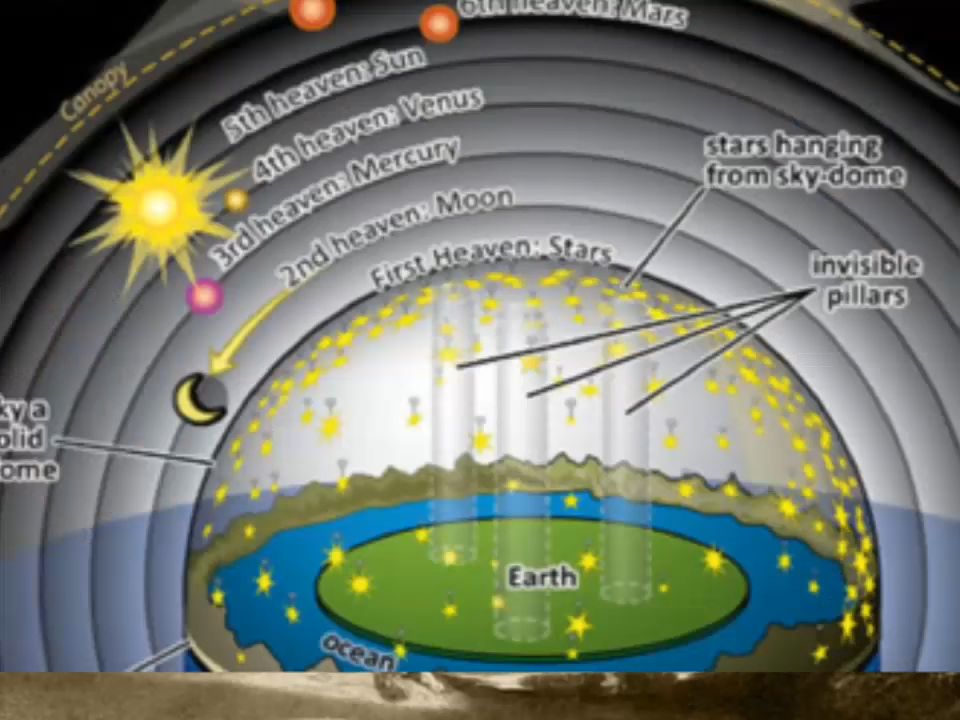 6th heaven: Mars
Canopy
5th heaven: Sun
4th heaven: Venus
3rd heaven: Mercury
2nd heaven: Moon
First Heaven: Stars
stars hanging
from sky-dome
invisible
pillars
Earth
ocean